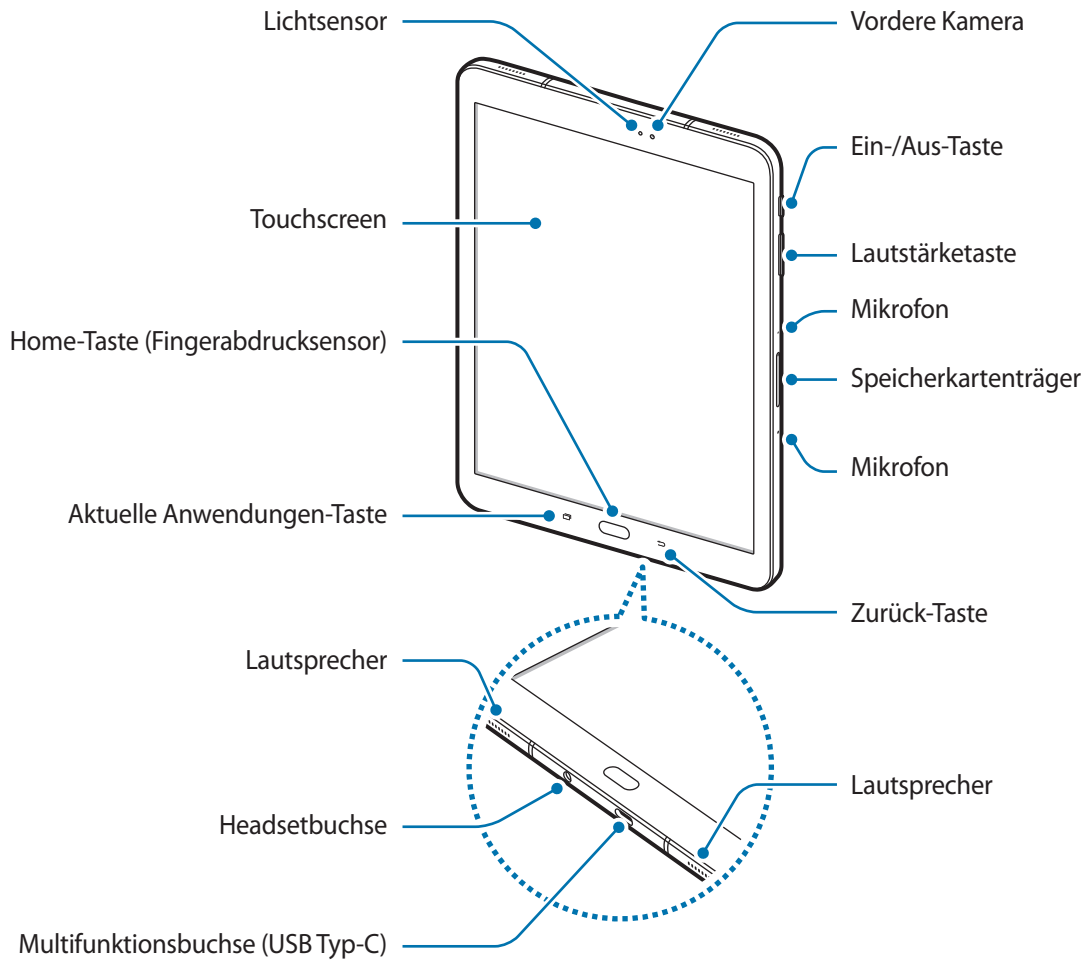 Lichtsensor
Vordere Kamera
Ein-/Aus-Taste
Touchscreen
Lautstärketaste
Mikrofon
Home-Taste (Fingerabdrucksensor)
Speicherkartenträger
Mikrofon
Aktuelle Anwendungen-Taste
Zurück-Taste
Lautsprecher
Lautsprecher
Headsetbuchse
Multifunktionsbuchse (USB Typ-C)